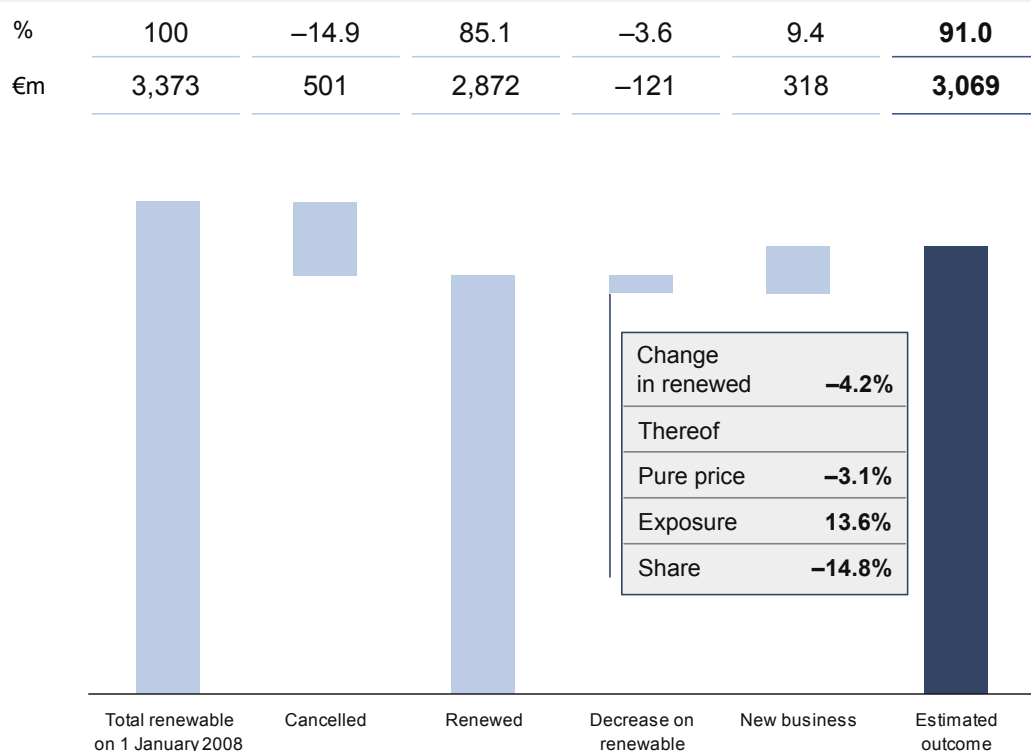 % 100 –14.9 85.1 –3.6 9.4 91.0
€m 3,373 501 2,872 –121 318 3,069
Change
in renewed –4.2%
Thereof
Pure price –3.1%
Exposure 13.6%
Share –14.8%
Total renewable
on 1 January 2008
Cancelled
Renewed
Decrease on
renewable
New business
Estimated
outcome